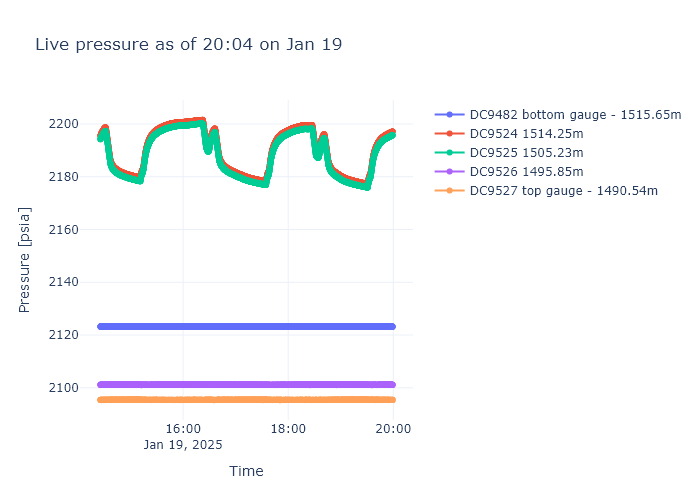 Live pressure as of 20:04 on Jan 19
DC9482 bottom gauge - 1515.65m
DC9524 1514.25m
DC9525 1505.23m
DC9526 1495.85m
DC9527 top gauge - 1490.54m
Pressure [psia]
2200
2180
2160
2140
2120
2100
16:00
18:00
20:00
Jan 19, 2025
Time